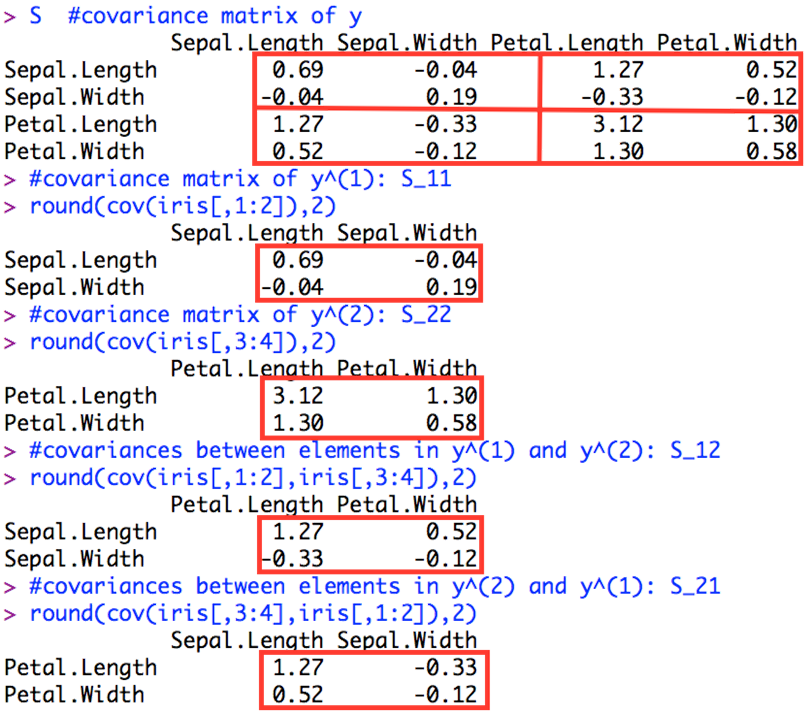 > S  #covariance matrix of y
             Sepal.Length Sepal.Width Petal.Length Petal.Width
Sepal.Length         0.69       -0.04         1.27        0.52
Sepal.Width         -0.04        0.19        -0.33       -0.12
Petal.Length         1.27       -0.33         3.12        1.30
Petal.Width          0.52       -0.12         1.30        0.58
> #covariance matrix of y^(1): S_11
> round(cov(iris[,1:2]),2)
             Sepal.Length Sepal.Width
Sepal.Length         0.69       -0.04
Sepal.Width         -0.04        0.19
> #covariance matrix of y^(2): S_22
> round(cov(iris[,3:4]),2)
             Petal.Length Petal.Width
Petal.Length         3.12        1.30
Petal.Width          1.30        0.58
> #covariances between elements in y^(1) and y^(2): S_12
> round(cov(iris[,1:2],iris[,3:4]),2)
             Petal.Length Petal.Width
Sepal.Length         1.27        0.52
Sepal.Width         -0.33       -0.12
> #covariances between elements in y^(2) and y^(1): S_21
> round(cov(iris[,3:4],iris[,1:2]),2)
             Sepal.Length Sepal.Width
Petal.Length         1.27       -0.33
Petal.Width          0.52       -0.12